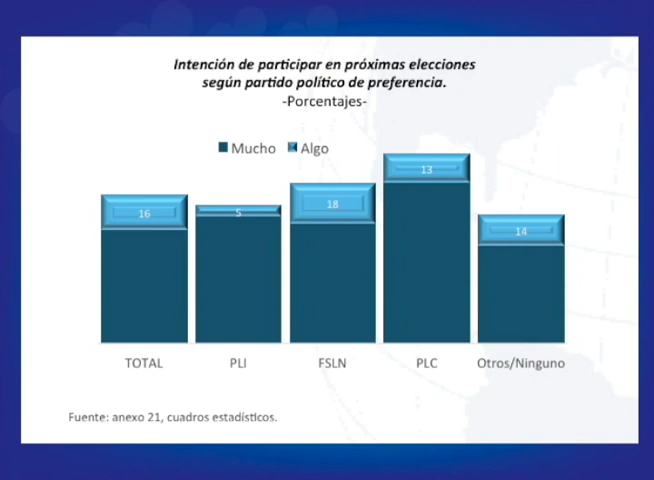 Intención de participar en próximas elecciones
según partido político de preferencia.
-Porcentajes-
Mucho Algo
13
18
16
5
14
TOTAL PLI FSLN PLC Otros/Ninguno
Fuente: anexo 21, cuadros estadísticos.